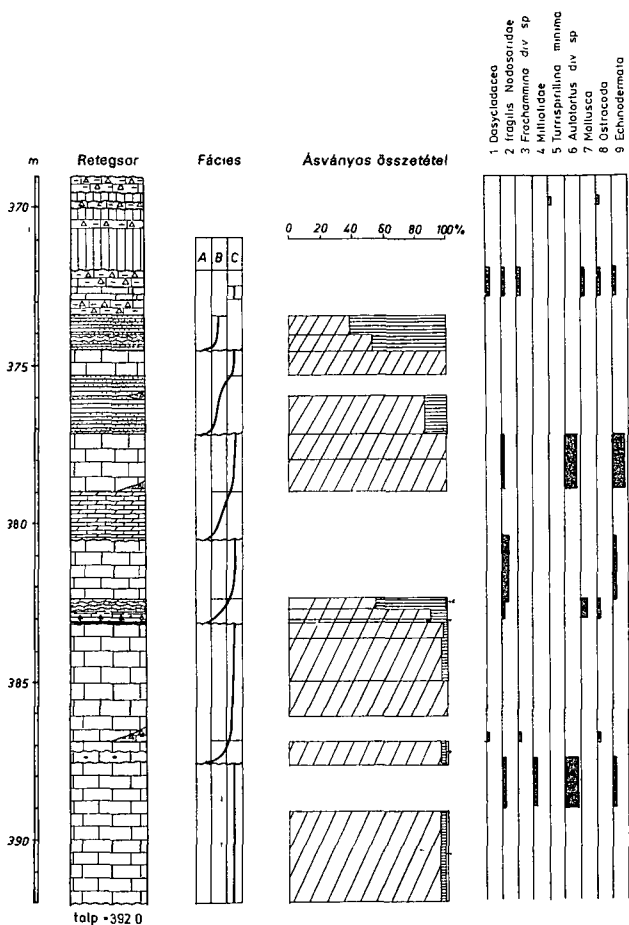 1 Dasycladacea
2 fragilis Nodosariidae
3 Frochammina div sp
4 Milliolidae
5 Turrispirillina minima
6 Aulotortus div sp
7 Mollusca
8 Ostracoda
9 Echinodermata
m Retegsor Fácies Ásványos összetétel
0 20 40 60 80 100%
A B C
370
375
380
385
390
talp -392 0